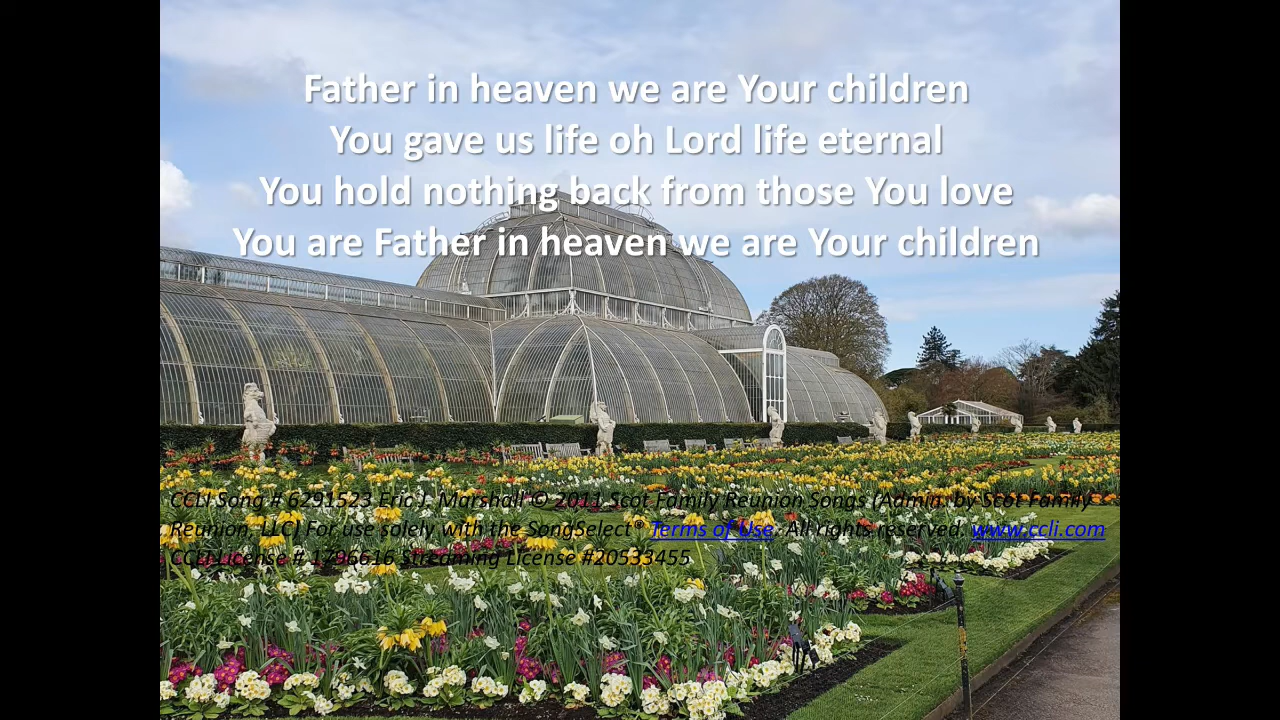 Father in heaven we are Your children
You gave us life oh Lord life eternal
You hold nothing back from those You love
You are Father in heaven we are Your children
CCLI Song # 6291523 Eric J. Marshall © 2011 Scot Family Reunion Songs (Admin. by Scot Family
Reunion, LLC) For use solely with the SongSelect® Terms of Use. All rights reserved. www.ccli.com
CCLI License # 1796616 Streaming License #20533455